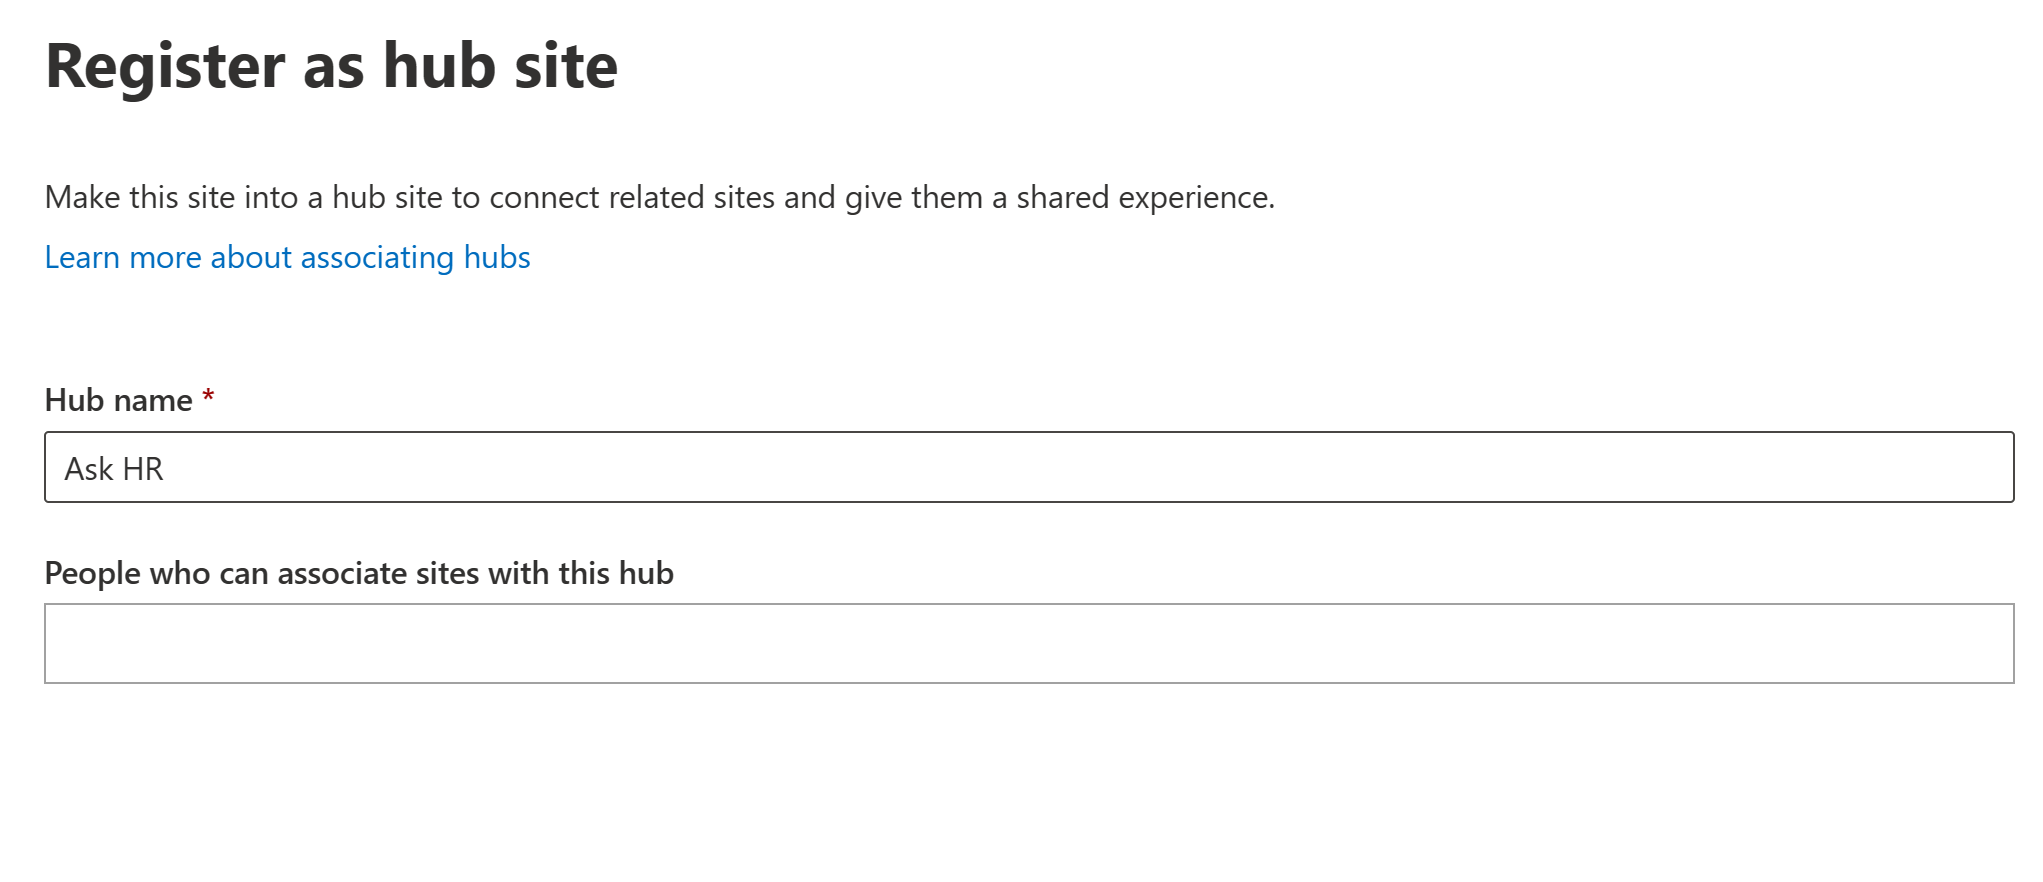 Register as hub site
Make this site into a hub site to connect related sites and give them a shared experience.
Learn more about associating hubs
Hub name *
Ask HR
People who can associate sites with this hub